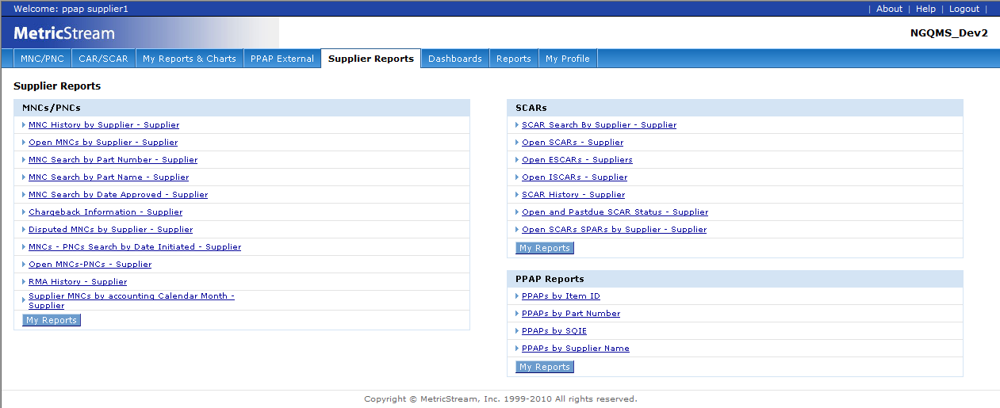 Welcome: ppap supplier1
| About | Help | Logout |
MetricStream
NGQMS_Dev2
MNC/PNC CAR/SCAR My Reports & Charts PPAP External Supplier Reports Dashboards Reports My Profile
Supplier Reports
MNCs/PNCs
MNC History by Supplier - Supplier
Open MNCs by Supplier - Supplier
MNC Search by Part Number - Supplier
MNC Search by Part Name - Supplier
MNC Search by Date Approved - Supplier
Chargeback Information - Supplier
Disputed MNCs by Supplier - Supplier
MNCs - PNCs Search by Date Initiated - Supplier
Open MNCs-PNCs - Supplier
RMA History - Supplier
Supplier MNCs by accounting Calendar Month -
Supplier
My Reports
SCARs
SCAR Search By Supplier - Supplier
Open SCARs - Supplier
Open ESCARs - Suppliers
Open ISCARs - Supplier
SCAR History - Supplier
Open and Pastdue SCAR Status - Supplier
Open SCARs SPARs by Supplier - Supplier
My Reports
PPAP Reports
PPAPs by Item ID
PPAPs by Part Number
PPAPs by SQIE
PPAPs by Supplier Name
My Reports
Copyright © MetricStream, Inc. 1999-2010 All rights reserved.